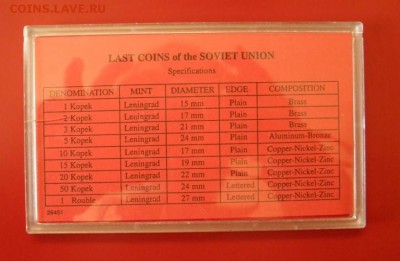 COINS.LAVE.RU
LAST COINS of the SOVIET UNION
Specifications
DENOMINATION MINT DIAMETER EDGE COMPOSITION
1 Kopek Leningrad 15 mm Plain Brass
2 Kopek Leningrad 17 mm Plain Brass
3 Kopek Leningrad 21 mm Plain Brass
5 Kopek Leningrad 24 mm Plain Aluminum-Bronze
10 Kopek Leningrad 17 mm Plain Copper-Nickel-Zinc
15 Kopek Leningrad 19 mm Plain Copper-Nickel-Zinc
20 Kopek Leningrad 22 mm Plain Copper-Nickel-Zinc
50 Kopek Leningrad 24 mm Lettered Copper-Nickel-Zinc
1 Rouble Leningrad 27 mm Lettered Copper-Nickel-Zinc
38451